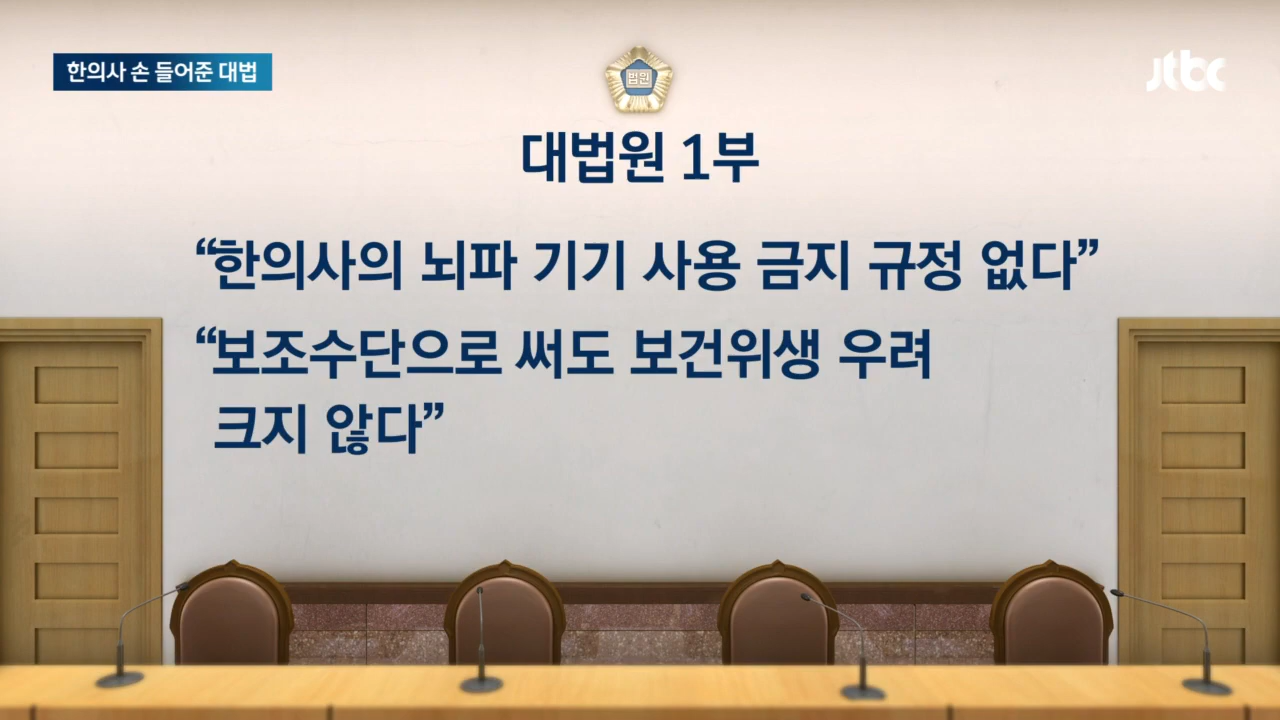 한의사 손 들어준 대법
jtbc
법원
대법원 1부
“한의사의 뇌파 기기 사용 금지 규정 없다”
“보조수단으로 써도 보건위생 우려
크지 않다”